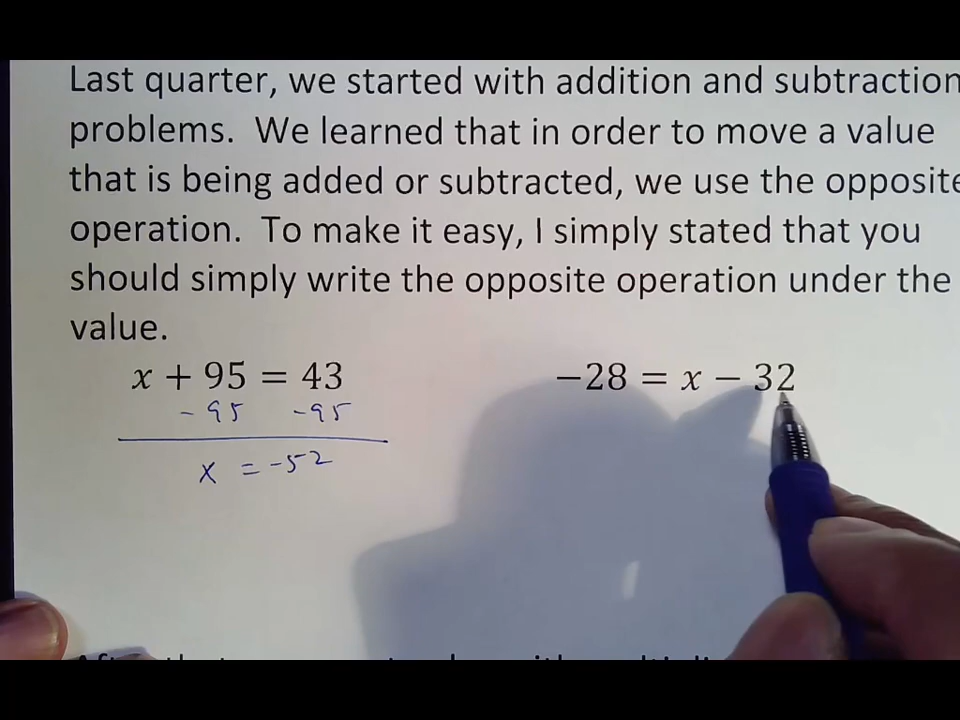 Last quarter, we started with addition and subtraction
problems. We learned that in order to move a value
that is being added or subtracted, we use the opposite
operation. To make it easy, I simply stated that you
should simply write the opposite operation under the
value.
x + 95 = 43
- 95 -95
x = -52
−28 = x − 32